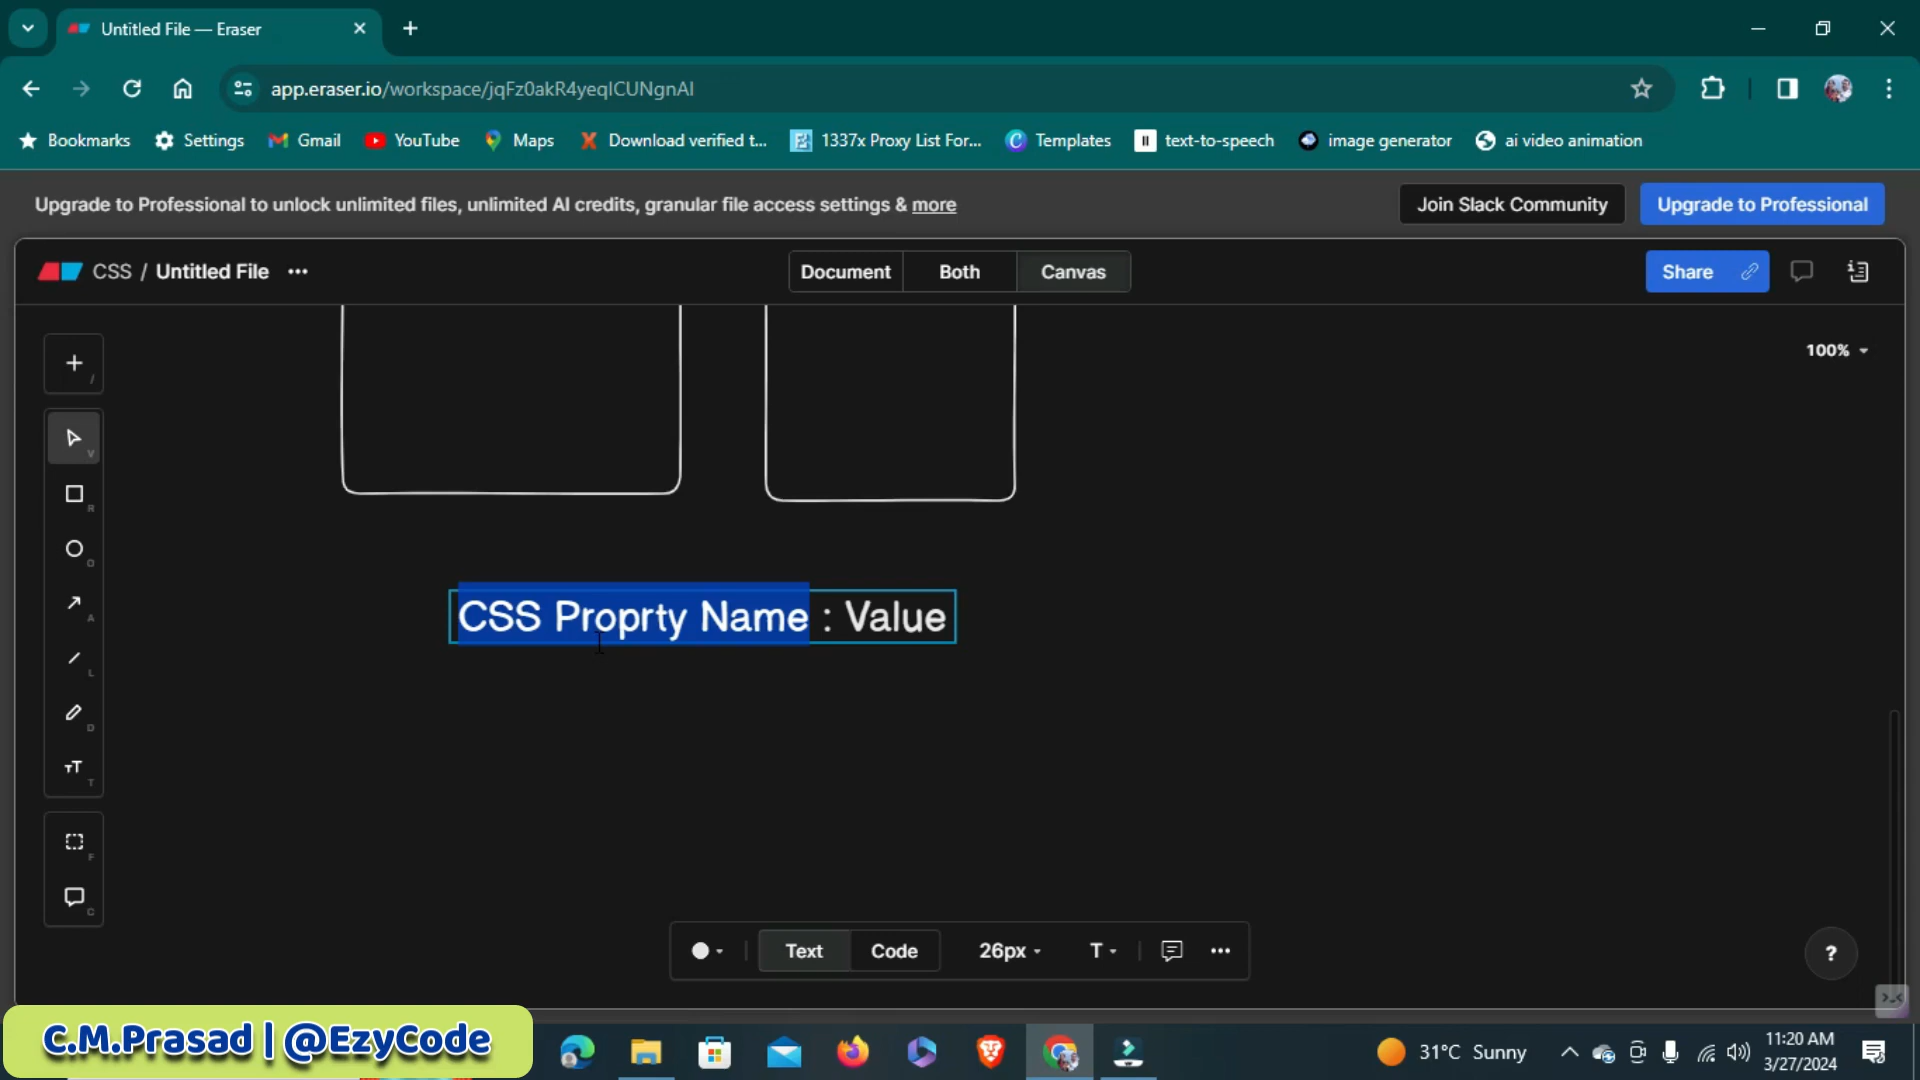 Untitled File — Eraser
app.eraser.io/workspace/jqFz0akR4yeqICUNgnAI
Bookmarks Settings Gmail YouTube Maps Download verified t... 1337x Proxy List For... Templates text-to-speech image generator ai video animation
Upgrade to Professional to unlock unlimited files, unlimited AI credits, granular file access settings & more Join Slack Community Upgrade to Professional
CSS / Untitled File Document Both Canvas Share
100%
/
V
R
O
A
L
D
T
F
C
CSS Proprty Name : Value
Text Code 26px T ?
C.M.Prasad | @EzyCode
31°C Sunny
11:20 AM
3/27/2024